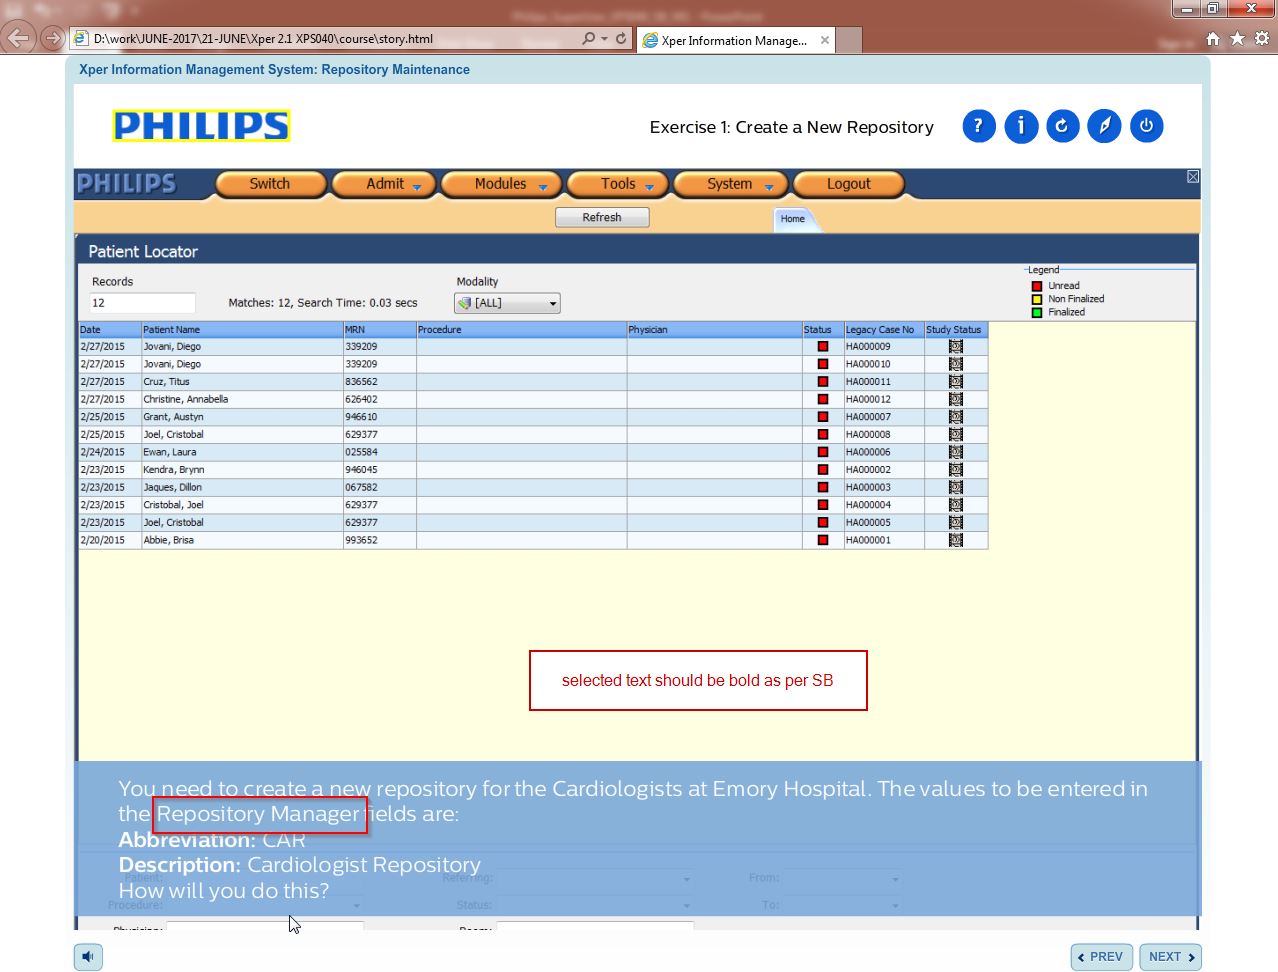 D:\work\JUNE-2017\21-JUNE\Xper 2.1 XPS040\course\story.html
Xper Information Manage...
Xper Information Management System: Repository Maintenance
PHILIPS
Exercise 1: Create a New Repository
PHILIPS Switch Admit Modules Tools System Logout
Refresh Home
Patient Locator
Records Modality Legend
12 Matches: 12, Search Time: 0.03 secs [ALL]
Unread
Non Finalized
Finalized
Date Patient Name MRN Procedure Physician Status Legacy Case No Study Status
2/27/2015 Jovani, Diego 339209 HA000009
2/27/2015 Jovani, Diego 339209 HA000010
2/27/2015 Cruz, Titus 836562 HA000011
2/27/2015 Christine, Annabella 626402 HA000012
2/25/2015 Grant, Austyn 946610 HA000007
2/25/2015 Joel, Cristobal 629377 HA000008
2/24/2015 Ewan, Laura 025584 HA000006
2/23/2015 Kendra, Brynn 946045 HA000002
2/23/2015 Jaques, Dillon 067582 HA000003
2/23/2015 Cristobal, Joel 629377 HA000004
2/23/2015 Joel, Cristobal 629377 HA000005
2/20/2015 Abbie, Brisa 993652 HA000001
selected text should be bold as per SB
You need to create a new repository for the Cardiologists at Emory Hospital. The values to be entered in
the Repository Manager fields are:
Abbreviation: CAR
Description: Cardiologist Repository
How will you do this?
Patient: Referring: From:
Procedure: Status: To:
PREV NEXT